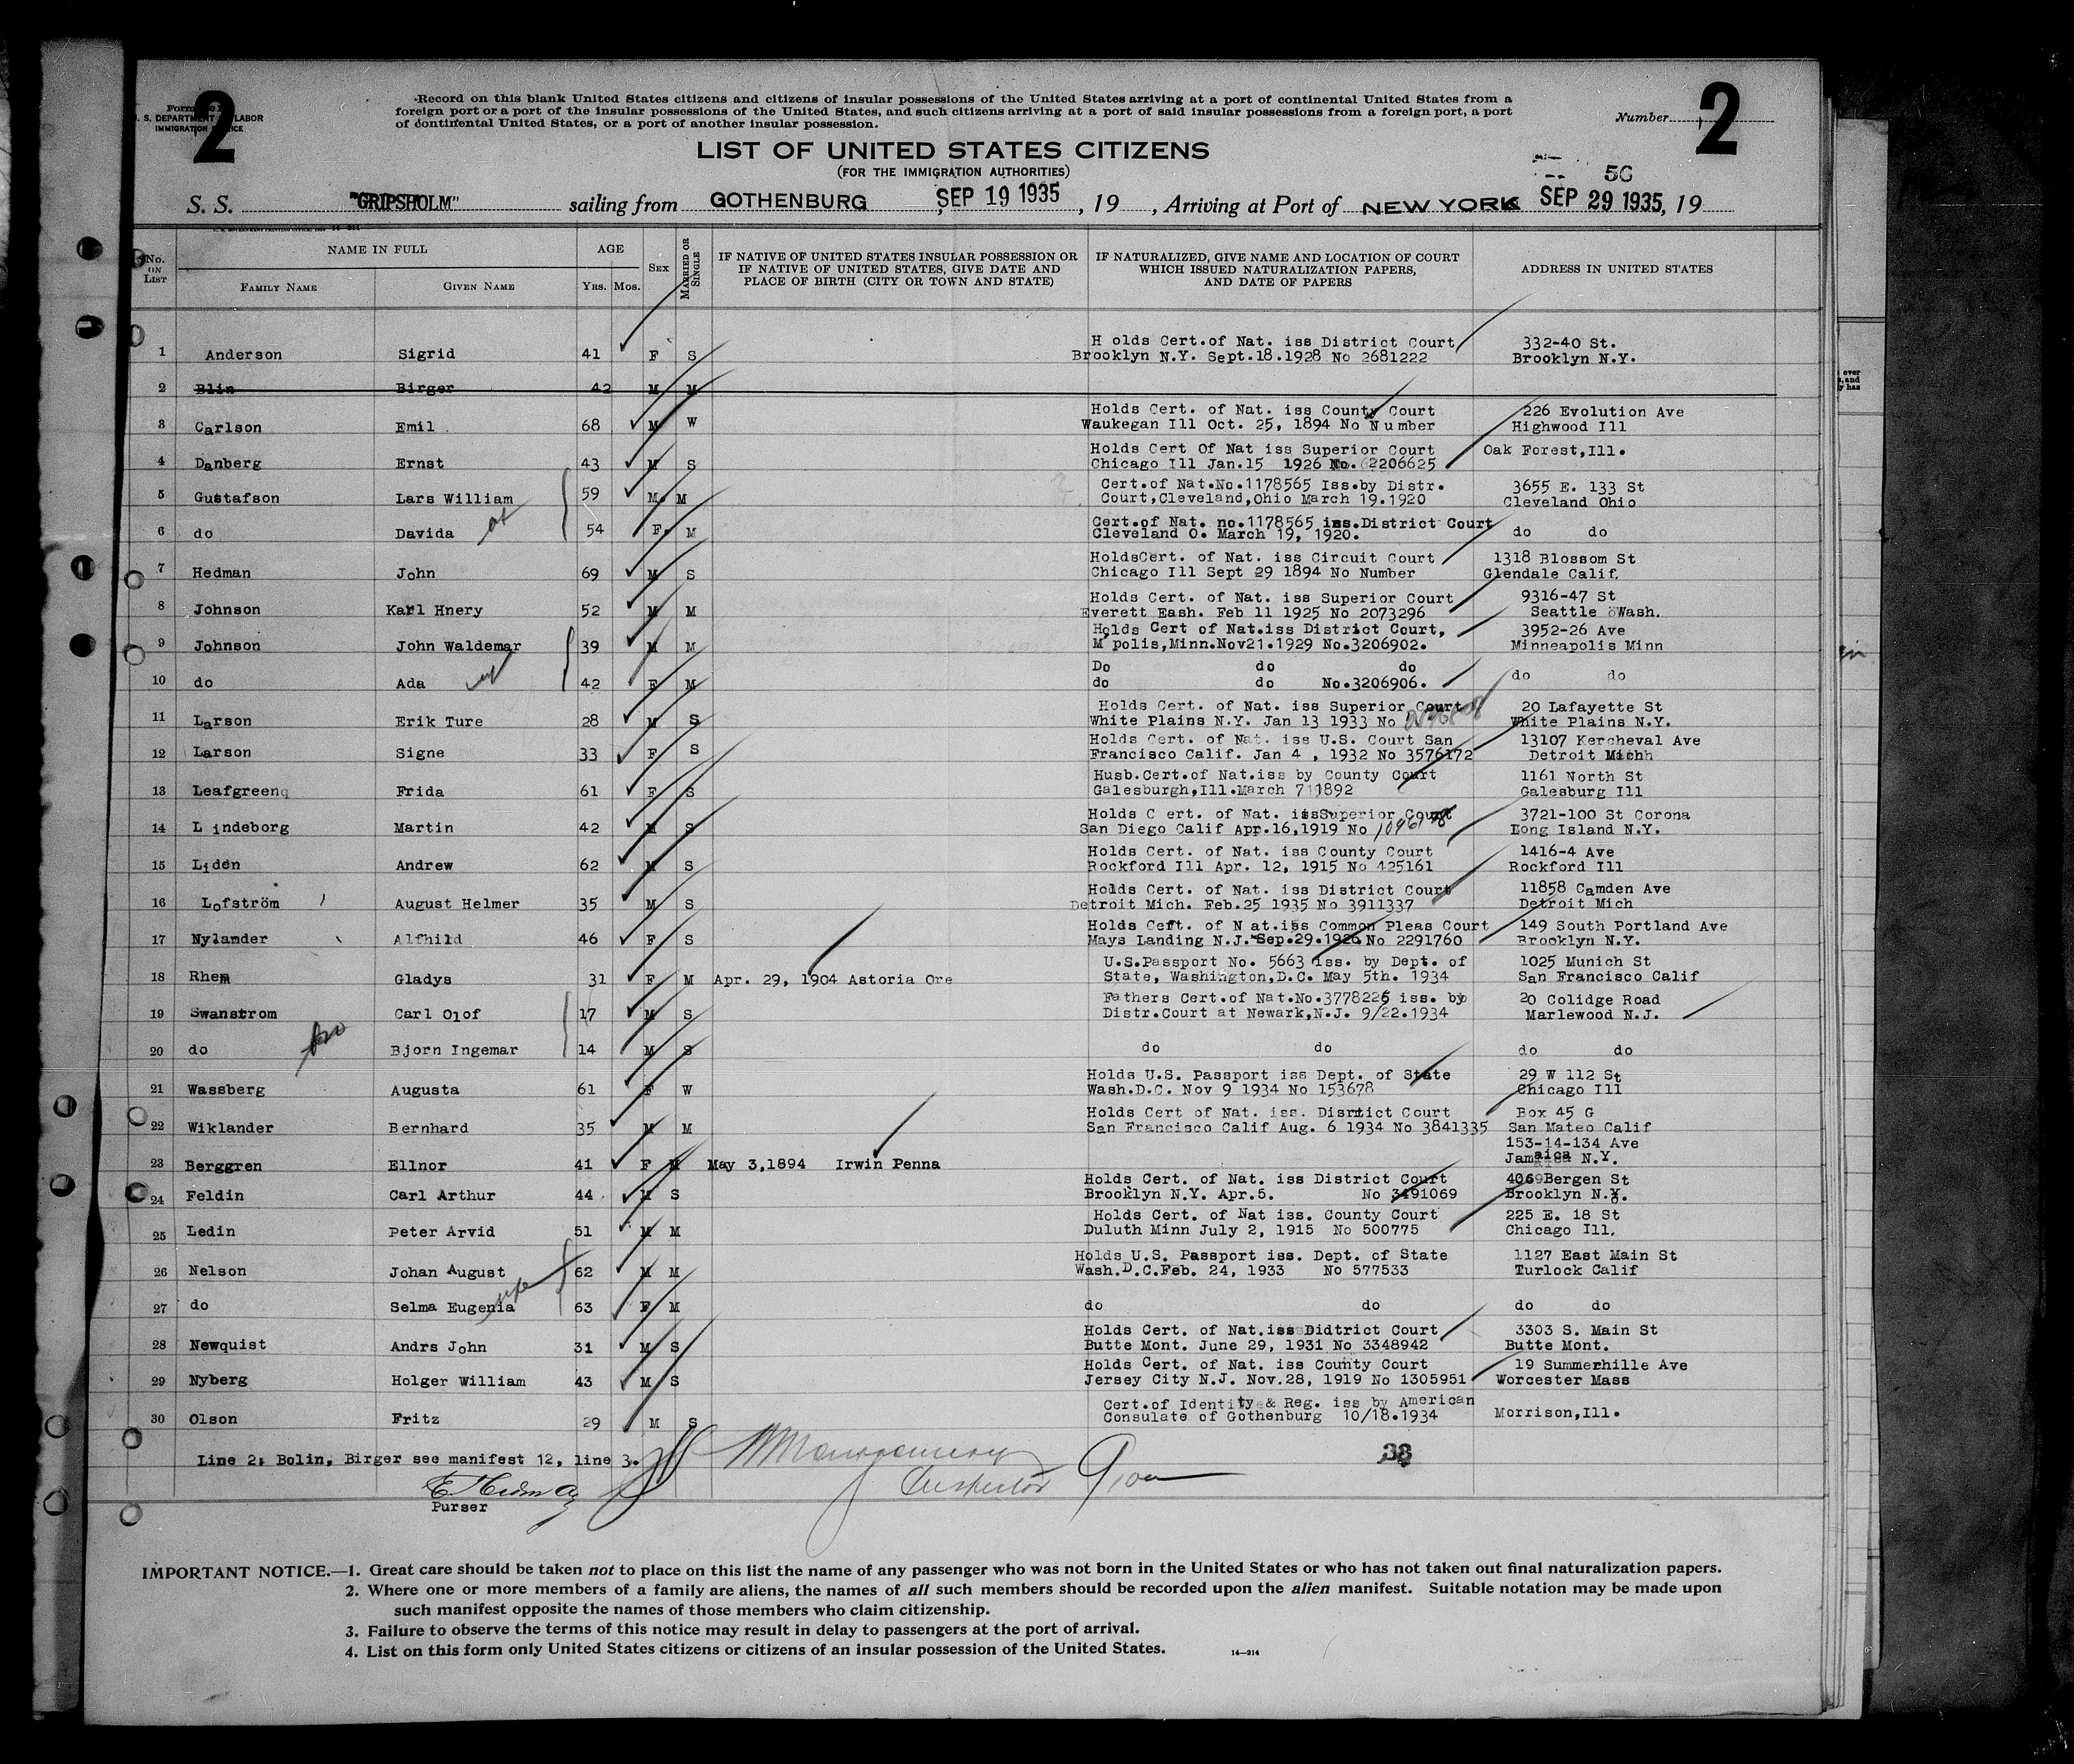 2
Form
U. S. DEPARTMENT OF LABOR
IMMIGRATION SERVICE
Record on this blank United States citizens and citizens of insular possessions of the United States arriving at a port of continental United States from a
foreign port or a port of the insular possessions of the United States, and such citizens arriving at a port of said insular possessions from a foreign port, a port
of continental United States, or a port of another insular possession.
Number 2
LIST OF UNITED STATES CITIZENS
(FOR THE IMMIGRATION AUTHORITIES)
S. S. "GRIPSHOLM" sailing from GOTHENBURG SEP 19 1935, 19 , Arriving at Port of NEW YORK SEP 29 1935, 19
No. ON LIST NAME IN FULL AGE SEX MARRIED OR SINGLE IF NATIVE OF UNITED STATES INSULAR POSSESSION OR IF NATIVE OF UNITED STATES, GIVE DATE AND PLACE OF BIRTH (CITY OR TOWN AND STATE) IF NATURALIZED, GIVE NAME AND LOCATION OF COURT WHICH ISSUED NATURALIZATION PAPERS, AND DATE OF PAPERS ADDRESS IN UNITED STATES
FAMILY NAME GIVEN NAME YRS. MOS.
H olds Cert.of Nat. iss District Court 332-40 St.
1 Anderson Sigrid 41 F S Brooklyn N.Y. Sept.18.1928 No 2681222 Brooklyn N.Y.
2 Blin Birger 42 M M
Holds Cert. of Nat. iss County Court 226 Evolution Ave
3 Carlson Emil 68 M W Waukegan Ill Oct. 25, 1894 No Number Highwood Ill
Holds Cert Of Nat iss Superior Court Oak Forest,Ill.
4 Danberg Ernst 43 M S Chicago Ill Jan.15 1926 No. 2206625
Cert.of Nat.No.1178565 Iss.by Distr. 3655 E. 133 St
5 Gustafson Lars William 59 M. M Court,Cleveland,Ohio March 19.1920 Cleveland Ohio
Cert.of Nat. no.1178565 iss.District Court
6 do Davida 54 F. M Cleveland O. March 19, 1920. do do
HoldsCert. of Nat. iss Circuit Court 1318 Blossom St
7 Hedman John 69 M S Chicago Ill Sept 29 1894 No Number Glendale Calif.
Holds Cert. of Nat. iss Superior Court 9316-47 St
8 Johnson Karl Hnery 52 M M Everett Eash. Feb 11 1925 No 2073296 Seattle Wash.
Holds Cert of Nat.iss District Court, 3952-26 Ave
9 Johnson John Waldemar 39 M M M polis,Minn.Nov21.1929 No.3206902. Minneapolis Minn
Do do do
10 do Ada 42 F M do do No.3206906. do do
Holds Cert. of Nat. iss Superior Court 20 Lafayette St
11 Larson Erik Ture 28 M S White Plains N.Y. Jan 13 1933 No White Plains N.Y.
Holds Cert. of Nat. iss U.S. Court San 13107 Kercheval Ave
12 Larson Signe 33 F S Francisco Calif. Jan 4 , 1932 No 3576172 Detroit Michh
Husb.Cert.of Nat.iss by County Court 1161 North St
13 Leafgreen Frida 61 F S Galesburgh,Ill.March 7 1892 Galesburg Ill
Holds C ert. of Nat. issSuperior Court 3721-100 St Corona
14 L indeborg Martin 42 M S San Diego Calif Apr.16,1919 No Long Island N.Y.
Holds Cert. of Nat. iss County Court 1416-4 Ave
15 Liden Andrew 62 M S Rockford Ill Apr. 12, 1915 No 425161 Rockford Ill
Holds Cert. of Nat. iss District Court 11858 Camden Ave
16 Lofström August Helmer 35 M S Detroit Mich. Feb.25 1935 No 3911337 Detroit Mich
Holds Cert. of N at.iss Common Pleas Court 149 South Portland Ave
17 Nylander Alfhild 46 F S Mays Landing N.J. Sep.29.1926 No 2291760 Brooklyn N.Y.
U.S.Passport No. 5663 iss. by Dept. of 1025 Munich St
18 Rhem Gladys 31 F M Apr. 29, 1904 Astoria Ore State, Washington,D.C. May 5th. 1934 San Francisco Calif
Fathers Cert.of Nat.No.3778226 iss. by 20 Colidge Road
19 Swanstrom Carl Olof 17 M S Distr.Court at Newark,N.J. 9/22.1934 Marlewood N.J.
20 do Bjorn Ingemar 14 M S do do do do
Holds U.S. Passport iss Dept. of State 29 W 112 St
21 Wassberg Augusta 61 F W Wash.D.C. Nov 9 1934 No 153678 Chicago Ill
Holds Cert of Nat. iss. Disrtict Court Box 45 G
22 Wiklander Bernhard 35 M M San Francisco Calif Aug. 6 1934 No 3841335 San Mateo Calif
153-14-134 Ave
23 Berggren Ellnor 41 F M May 3,1894 Irwin Penna Jamaica N.Y.
Holds Cert. of Nat. iss District Court 406 Bergen St
24 Feldin Carl Arthur 44 M S Brooklyn N.Y. Apr.5. No 3491069 Brooklyn N.Y.
Holds Cert. of Nat iss. County Court 225 E. 18 St
25 Ledin Peter Arvid 51 M M Duluth Minn July 2, 1915 No 500775 Chicago Ill.
Holds U.S. Passport iss. Dept. of State 1127 East Main St
26 Nelson Johan August 62 M M Wash.D.C.Feb. 24, 1933 No 577533 Turlock Calif
27 do Selma Eugenia 63 F M do do do do
Holds Cert. of Nat.iss Didtrict Court 3303 S. Main St
28 Newquist Andrs John 31 M S Butte Mont. June 29, 1931 No 3348942 Butte Mont.
Holds Cert. of Nat. iss County Court 19 Summerhille Ave
29 Nyberg Holger William 43 M S Jersey City N.J. Nov.28, 1919 No 1305951 Worcester Mass
Cert.of Identity & Reg. iss by American
30 Olson Fritz 29 M S Consulate of Gothenburg 10/18.1934 Morrison,Ill.
Line 2: Bolin, Birger see manifest 12, line 3. 38
Inspector
Purser
IMPORTANT NOTICE.—1. Great care should be taken not to place on this list the name of any passenger who was not born in the United States or who has not taken out final naturalization papers.
2. Where one or more members of a family are aliens, the names of all such members should be recorded upon the alien manifest. Suitable notation may be made upon
such manifest opposite the names of those members who claim citizenship.
3. Failure to observe the terms of this notice may result in delay to passengers at the port of arrival.
4. List on this form only United States citizens or citizens of an insular possession of the United States. 14—214